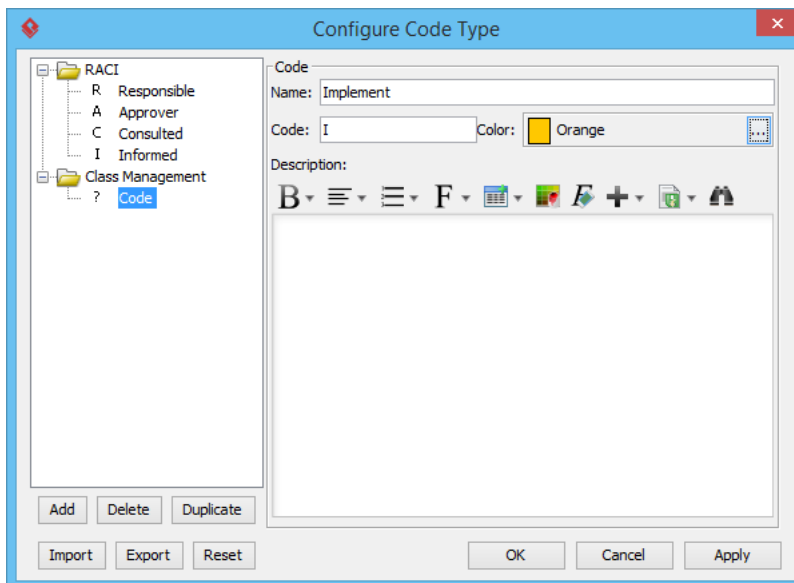 Configure Code Type
RACI
R Responsible
A Approver
C Consulted
I Informed
Class Management
? Code
Add Delete Duplicate
Import Export Reset
Code
Name: Implement
Code: I Color: Orange ...
Description:
B F F
OK Cancel Apply